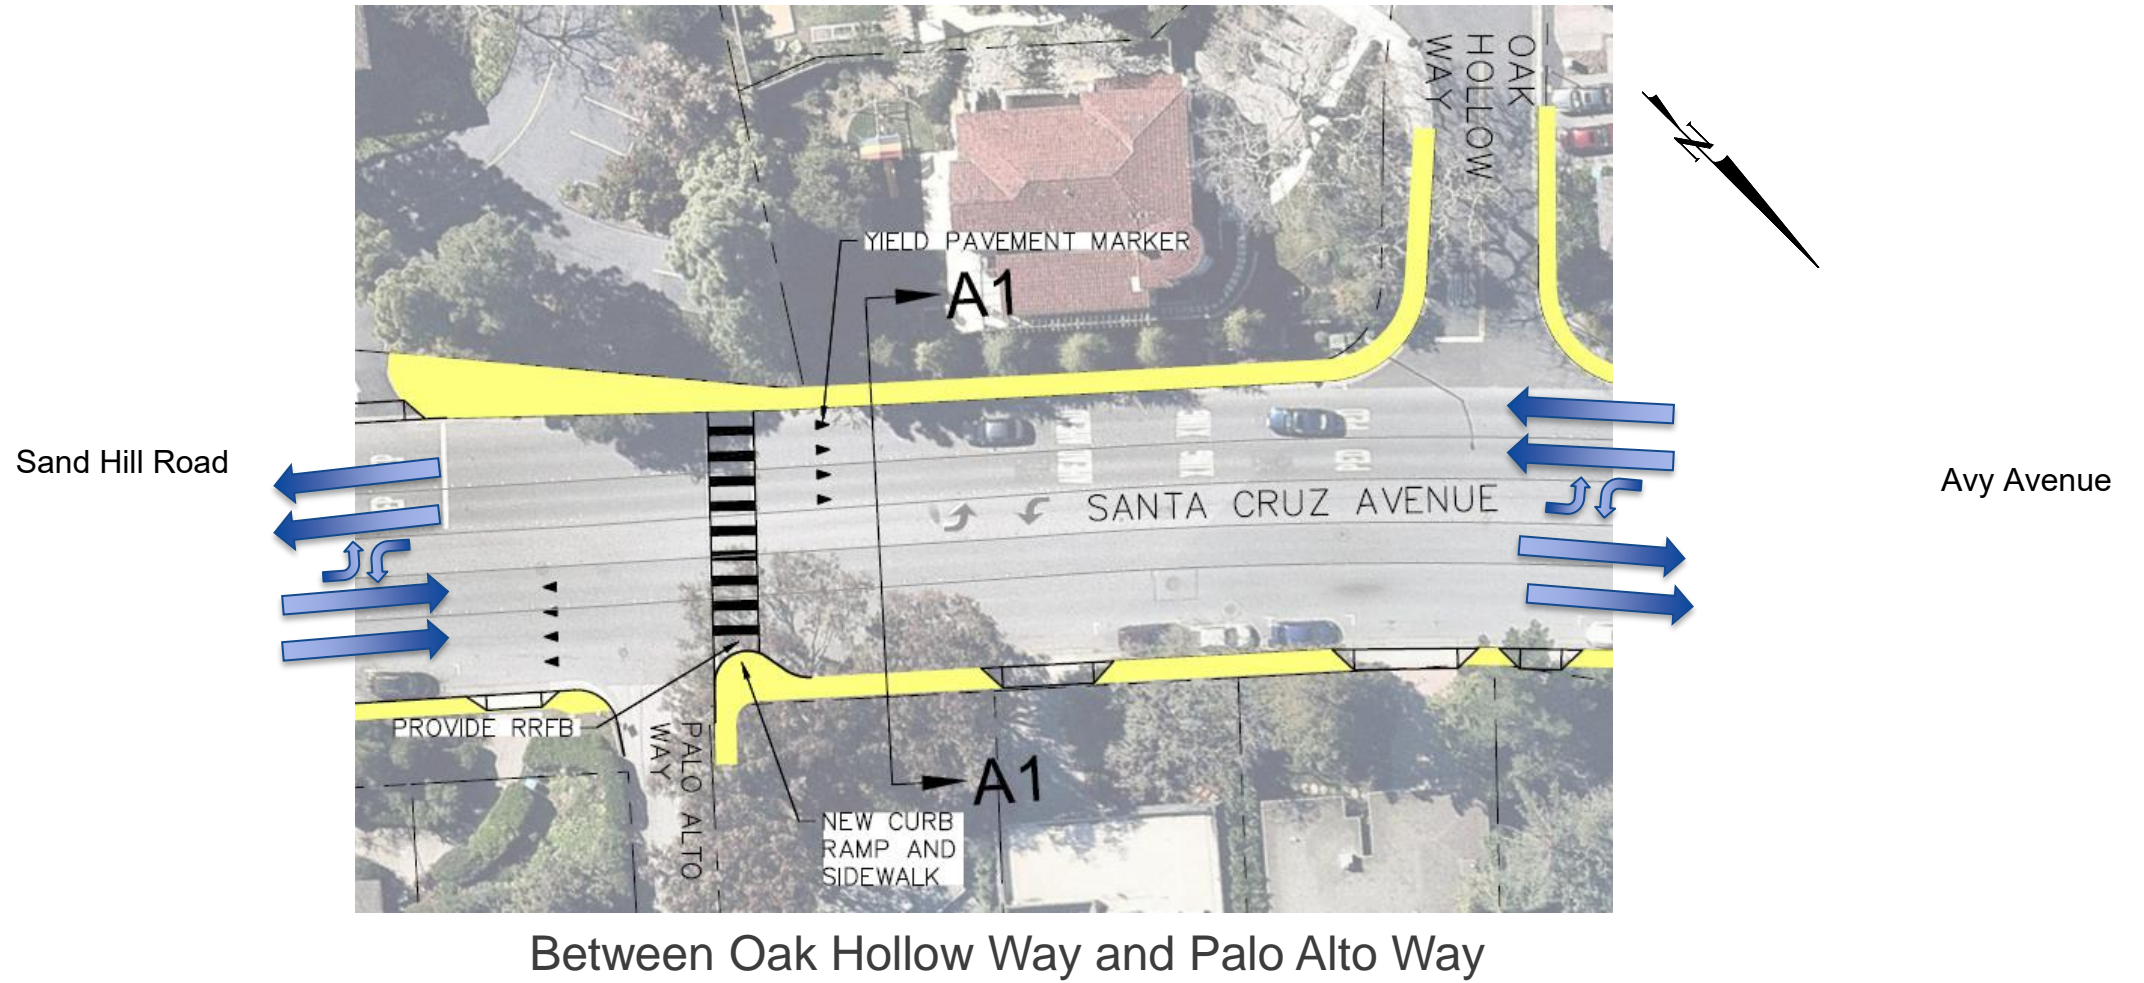 OAK
HOLLOW
WAY
N
YIELD PAVEMENT MARKER
A1
Sand Hill Road
SANTA CRUZ AVENUE
Avy Avenue
PROVIDE RRFB
PALO ALTO
WAY
A1
NEW CURB
RAMP AND
SIDEWALK
Between Oak Hollow Way and Palo Alto Way